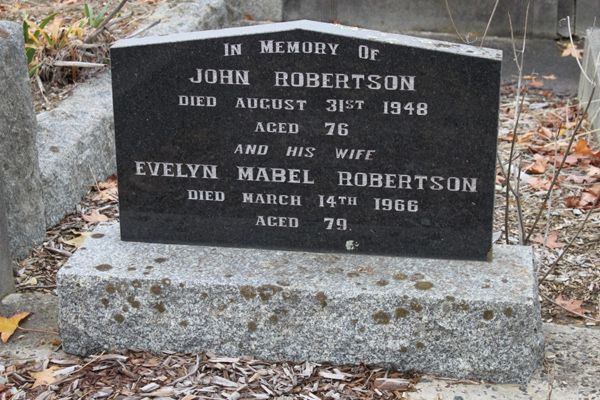 In Memory Of
JOHN ROBERTSON
DIED AUGUST 31ST 1948
AGED 76
AND HIS WIFE
EVELYN MABEL ROBERTSON
DIED MARCH 14TH 1966
AGED 79